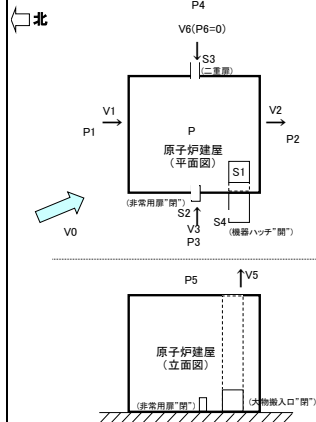 北
P4
V6(P6=0)
S3
(二重扉)
V1
V2
P1
P
P2
原子炉建屋
(平面図)
S1
(非常用扉"閉")
S2
S4
(機器ハッチ"開")
V0
V3
P3
P5
V5
原子炉建屋
(立面図)
(非常用扉"閉")
(大物搬入口"閉")